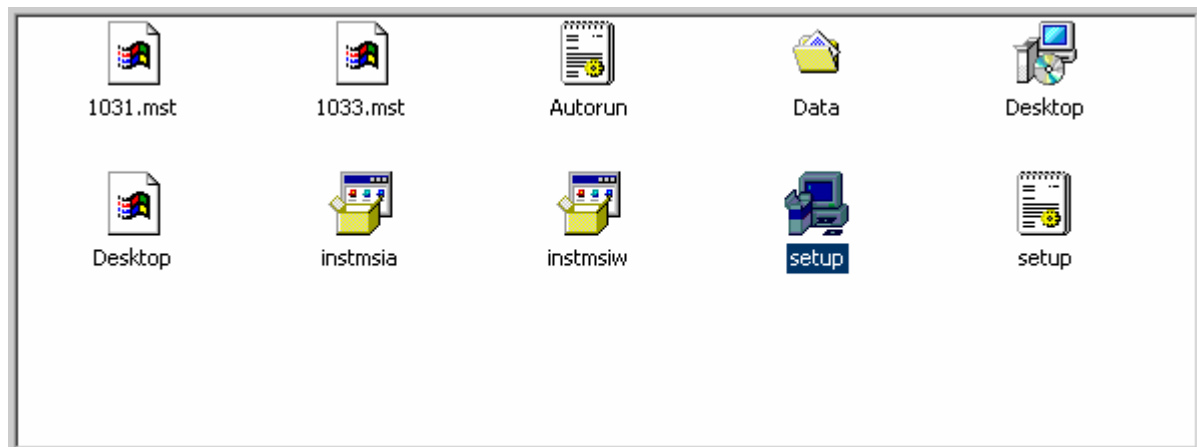 1031.mst
1033.mst
Autorun
Data
Desktop
Desktop
instmsia
instmsiw
setup
setup